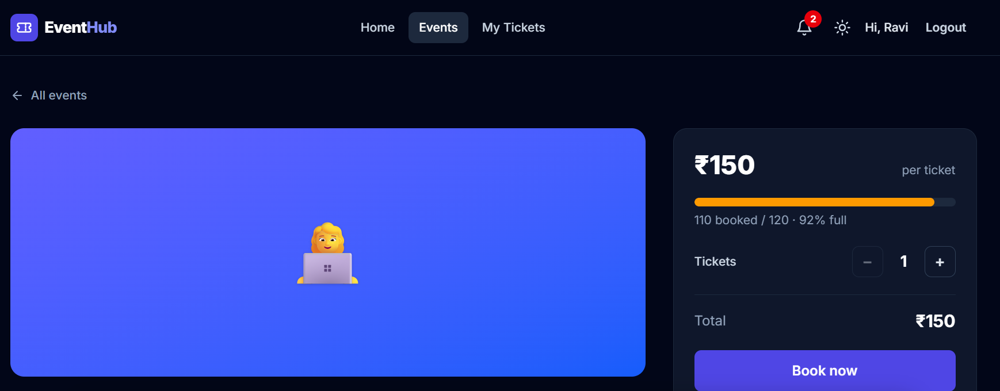 EventHub
Home
Events
My Tickets
2
Hi, Ravi
Logout
← All events
₹150
per ticket
110 booked / 120 · 92% full
Tickets
−
1
+
Total
₹150
Book now